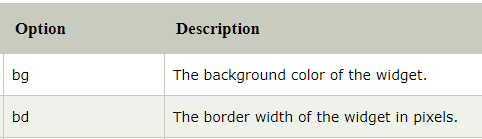 Option Description
bg The background color of the widget.
bd The border width of the widget in pixels.